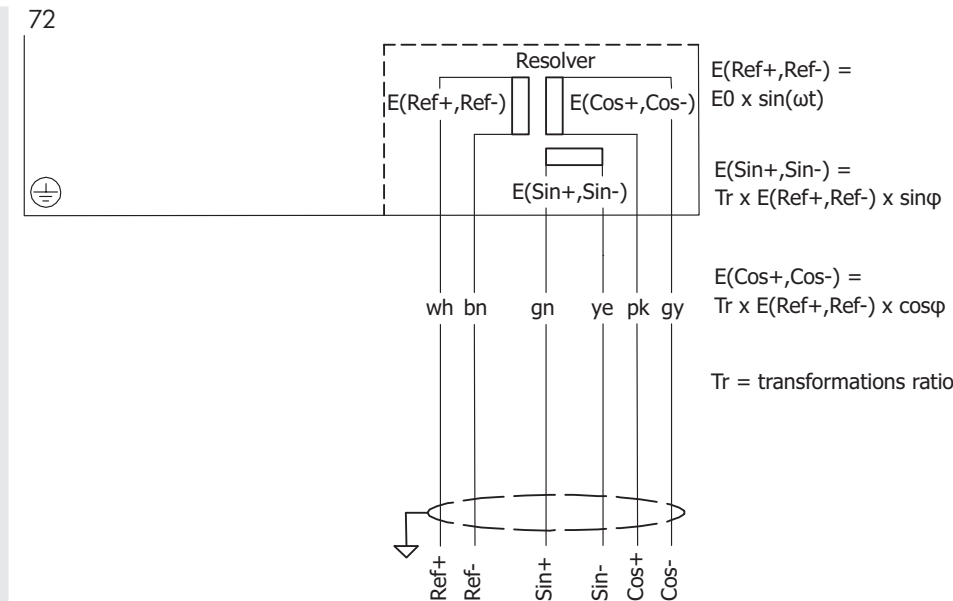 72
Resolver
E(Ref+,Ref-)
E(Cos+,Cos-)
E(Sin+,Sin-)
E(Ref+,Ref-) =
E0 x sin(ωt)
E(Sin+,Sin-) =
Tr x E(Ref+,Ref-) x sinφ
E(Cos+,Cos-) =
Tr x E(Ref+,Ref-) x cosφ
Tr = transformations ratio
wh bn gn ye pk gy
Ref+
Ref-
Sin+
Sin-
Cos+
Cos-